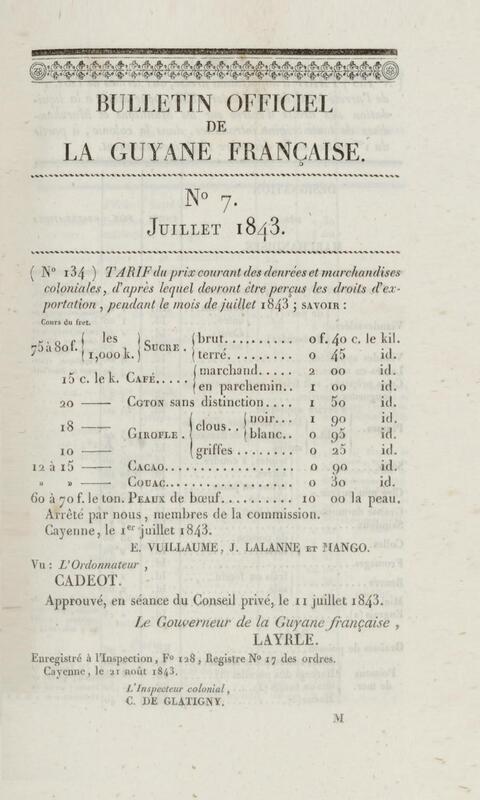 BULLETIN OFFICIEL
DE
LA GUYANE FRANÇAISE.
N° 7.
JUILLET 1843.
( N° 134 ) TARIF du prix courant des denrées et marchandises
coloniales, d'après lequel devront être perçus les droits d'ex-
portation, pendant le mois de juillet 1843 ; SAVOIR :
Cours du fret.
75 à 80 f. { les 1,000 k. } SUCRE. { brut.......... 0 f. 40 c. le kil.
{ terré. ......... 0 45 id.
15 c. le k. CAFÉ..... { marchand..... 2 00 id.
{ en parchemin.. 1 00 id.
20 —— COTON sans distinction.... 1 50 id.
18 —— GIROFLE. { clous.. { noir... 1 90 id.
{ blanc.. 0 95 id.
10 —— { griffes ........ 0 25 id.
12 à 15 —— CACAO.................. 0 90 id.
» » —— COUAC.................. 0 30 id.
60 à 70 f. le ton. PEAUX de bœuf.......... 10 00 la peau.
Arrêté par nous, membres de la commission.
Cayenne, le 1er juillet 1843.
E. VUILLAUME, J. LALANNE ET MANGO.
Vu : L'Ordonnateur,
CADEOT.
Approuvé, en séance du Conseil privé, le 11 juillet 1843.
Le Gouverneur de la Guyane française,
LAYRLE.
Enregistré à l'Inspection, F° 128, Registre N° 17 des ordres.
Cayenne, le 21 août 1843.
L'Inspecteur colonial,
C. DE GLATIGNY.
M